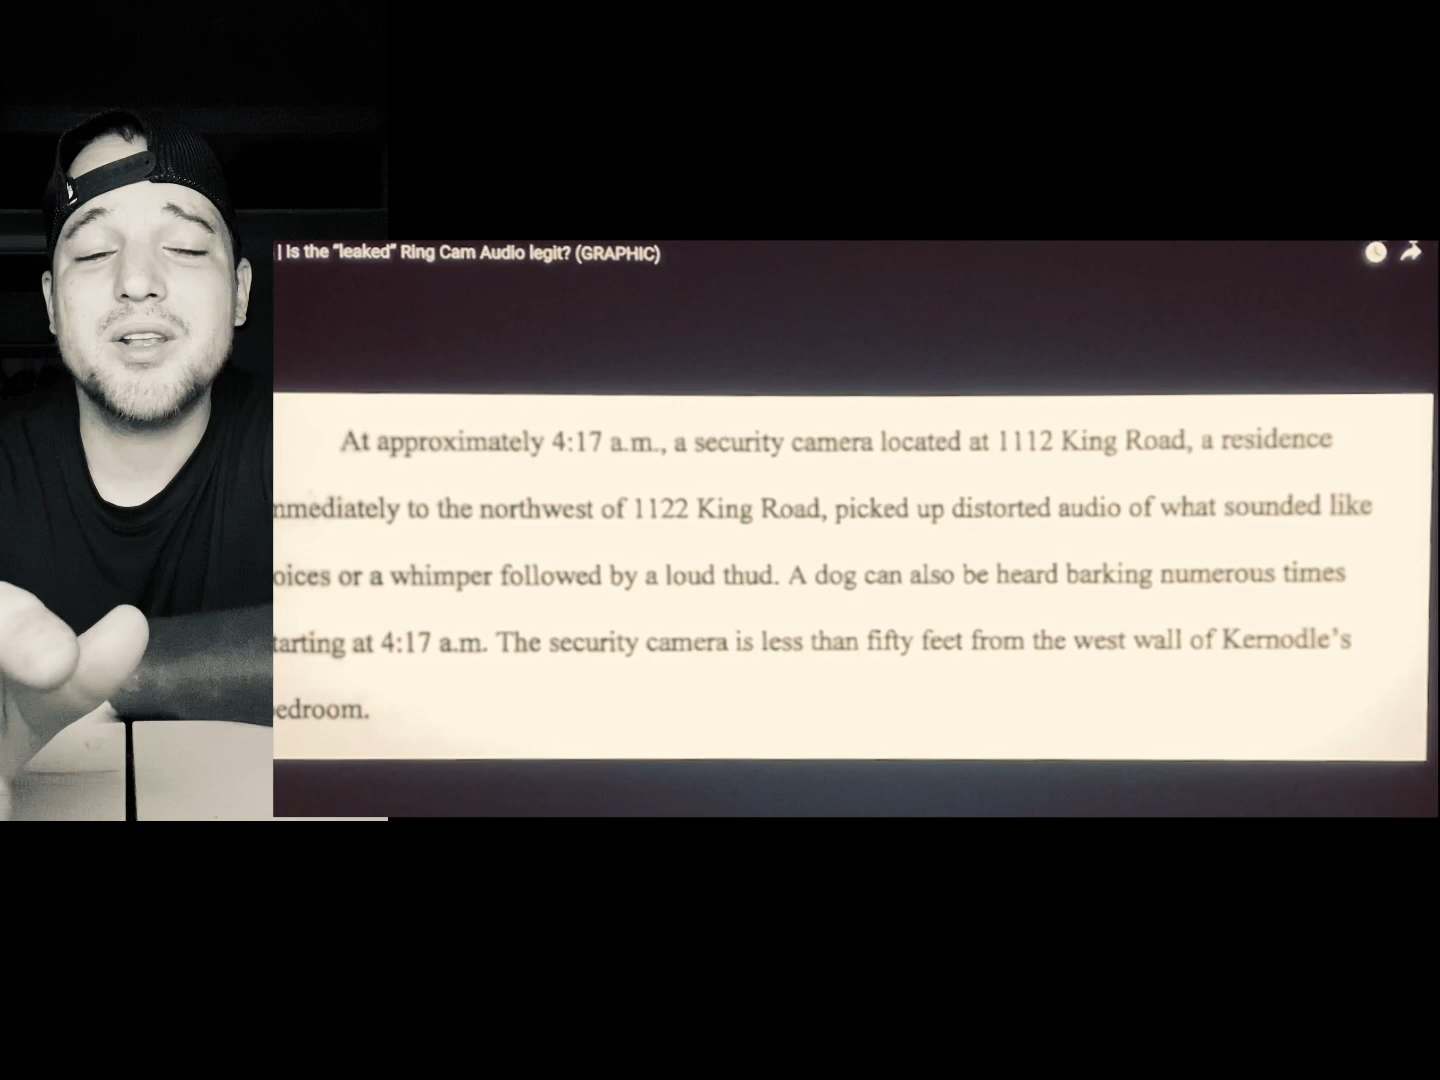 | Is the "leaked" Ring Cam Audio legit? (GRAPHIC)
At approximately 4:17 a.m., a security camera located at 1112 King Road, a residence
nmediately to the northwest of 1122 King Road, picked up distorted audio of what sounded like
oices or a whimper followed by a loud thud. A dog can also be heard barking numerous times
tarting at 4:17 a.m. The security camera is less than fifty feet from the west wall of Kernodle's
edroom.